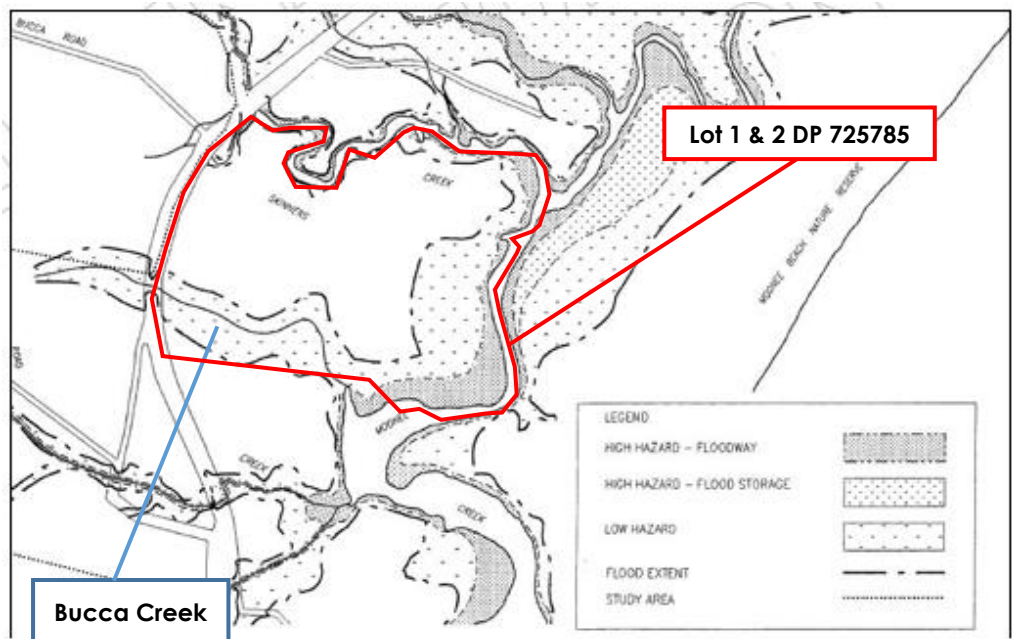 BUCCA ROAD
Lot 1 & 2 DP 725785
CREEK
SKINNERS
MOONEE BEACH NATURE RESERVE
ROAD
MOONEE
CREEK
CREEK
Bucca Creek
LEGEND
HIGH HAZARD - FLOODWAY
HIGH HAZARD - FLOOD STORAGE
LOW HAZARD
FLOOD EXTENT
STUDY AREA